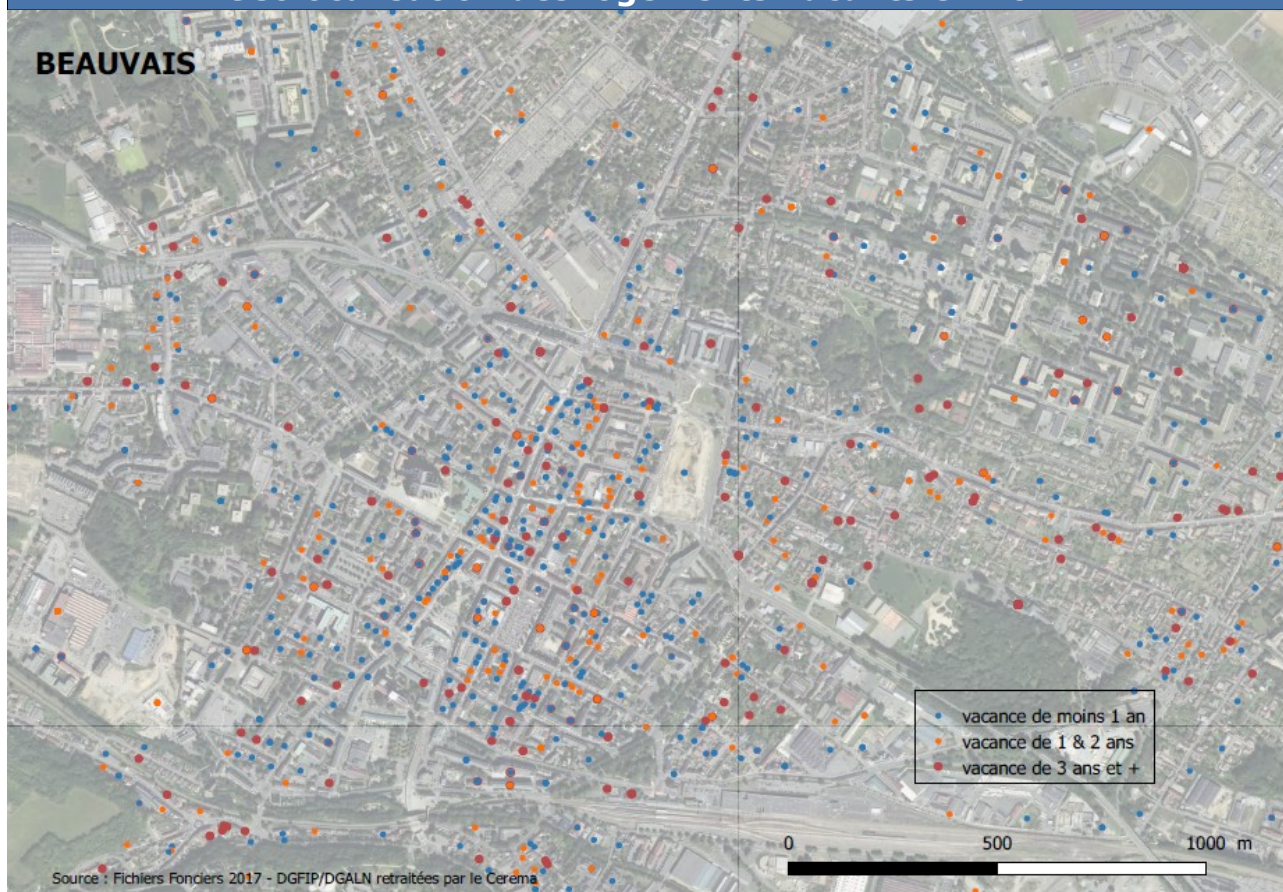 BEAUVAIS
vacance de moins 1 an
vacance de 1 & 2 ans
vacance de 3 ans et +
0 500 1000 m
Source : Fichiers Fonciers 2017 - DGFIP/DGALN retraitées par le Cerema